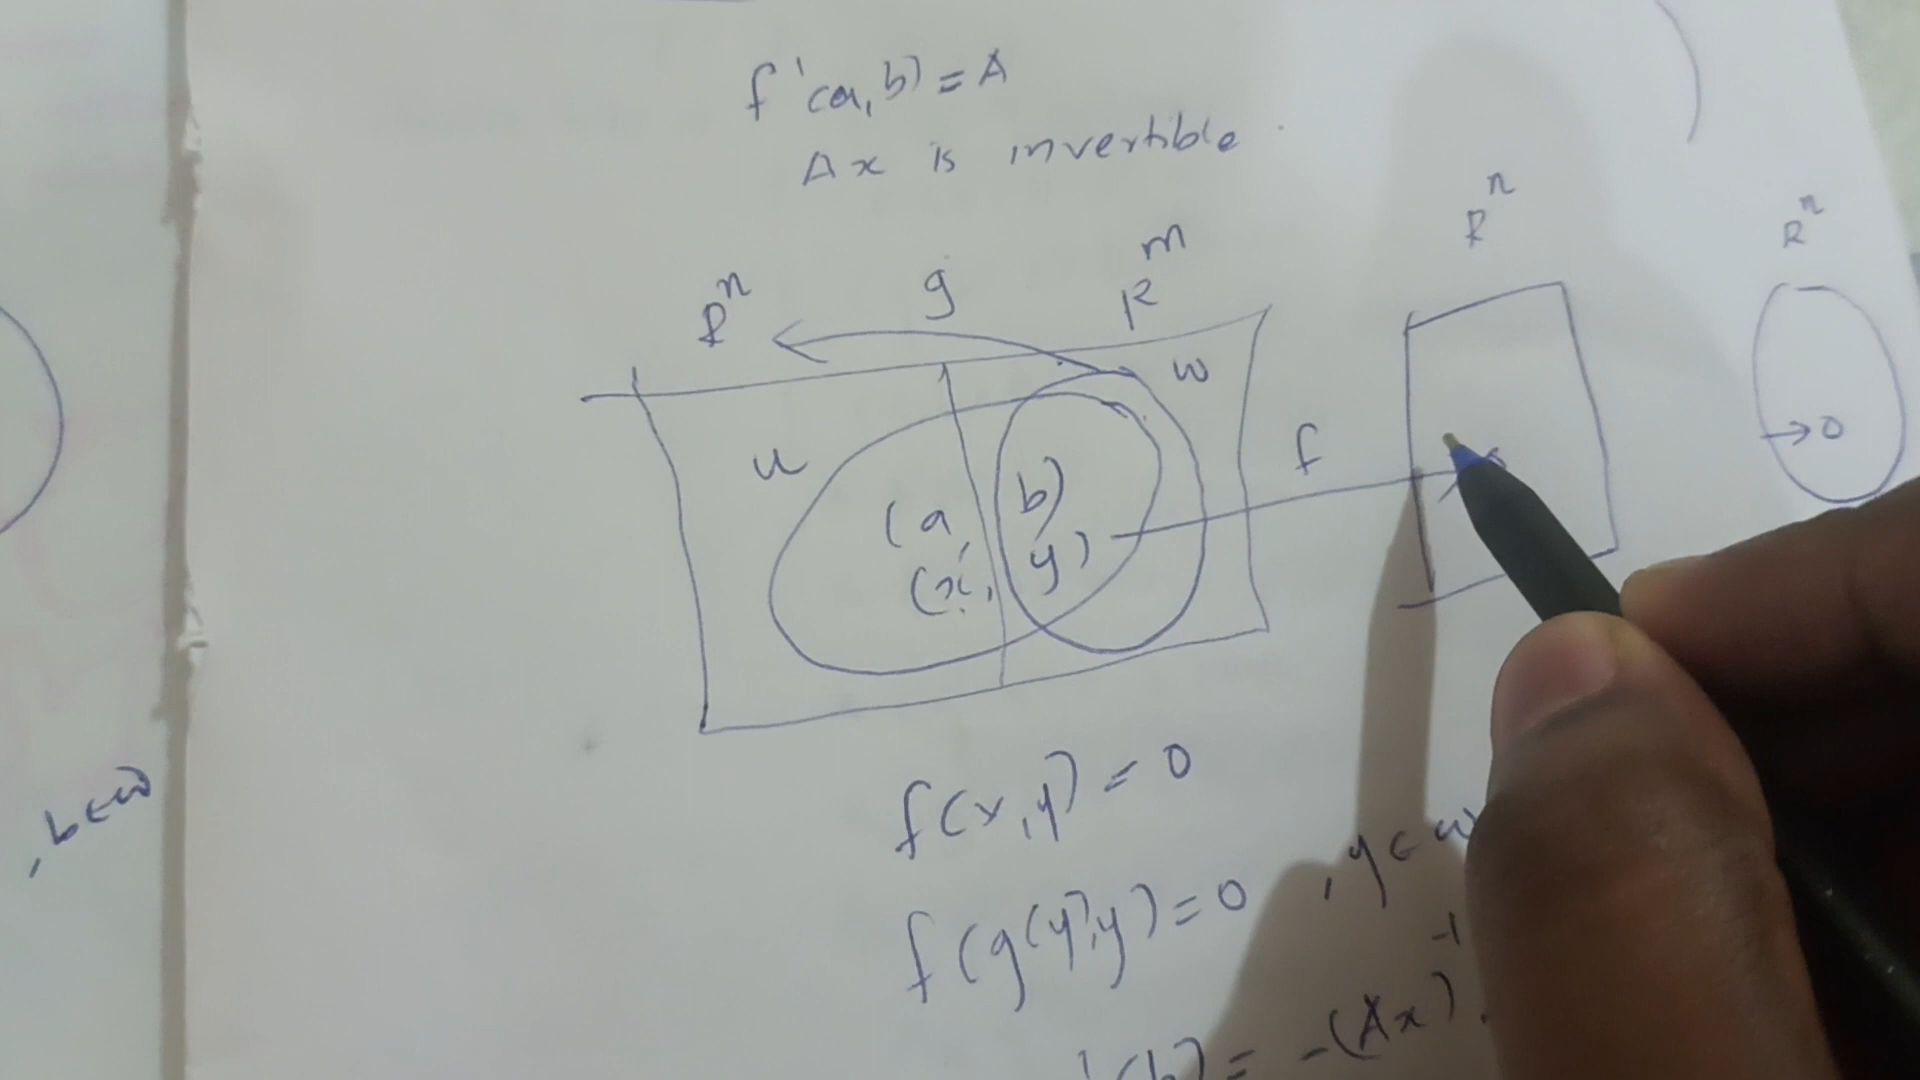 f'(a, b) = A
Ax is invertible
R^n g R^m R^n R^n
u w
(a, b) f → 0
(x, y)
f(x, y) = 0
, b ∈ w
f(g(y), y) = 0 , y ∈ w
'(b) = -(Ax)^-1